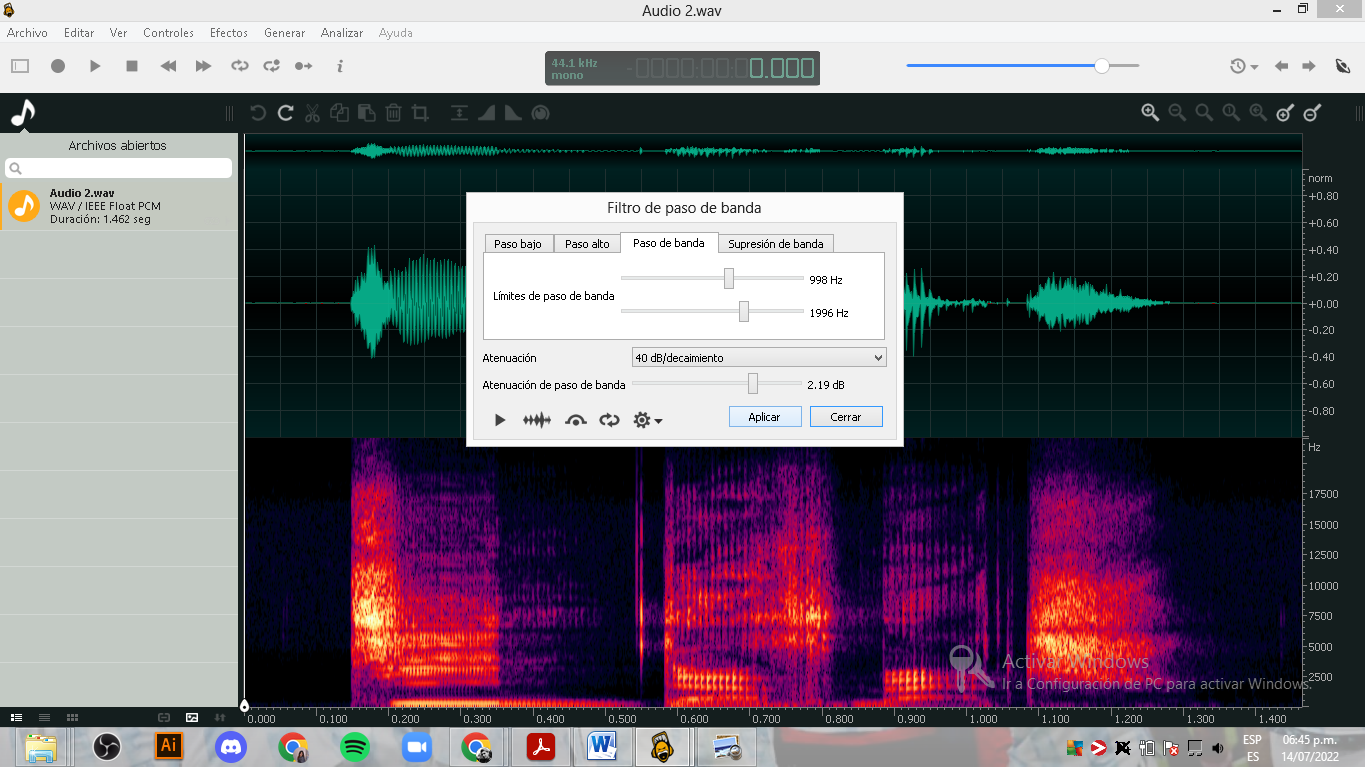 Audio 2.wav
Archivo Editar Ver Controles Efectos Generar Analizar Ayuda
44.1 kHz
mono
-0000:00:00.000
Archivos abiertos
Audio 2.wav
WAV / IEEE Float PCM
Duración: 1.462 seg
norm
+0.80
+0.60
+0.40
+0.20
+0.00
-0.20
-0.40
-0.60
-0.80
Filtro de paso de banda
Paso bajo Paso alto Paso de banda Supresión de banda
998 Hz
Límites de paso de banda
1996 Hz
Atenuación 40 dB/decaimiento
Atenuación de paso de banda 2.19 dB
Aplicar Cerrar
Hz
17500
15000
12500
10000
7500
5000
2500
Activar Windows
Ir a Configuración de PC para activar Windows.
0.000 0.100 0.200 0.300 0.400 0.500 0.600 0.700 0.800 0.900 1.000 1.100 1.200 1.300 1.400
Ai
W
ESP 06:45 p.m.
ES 14/07/2022